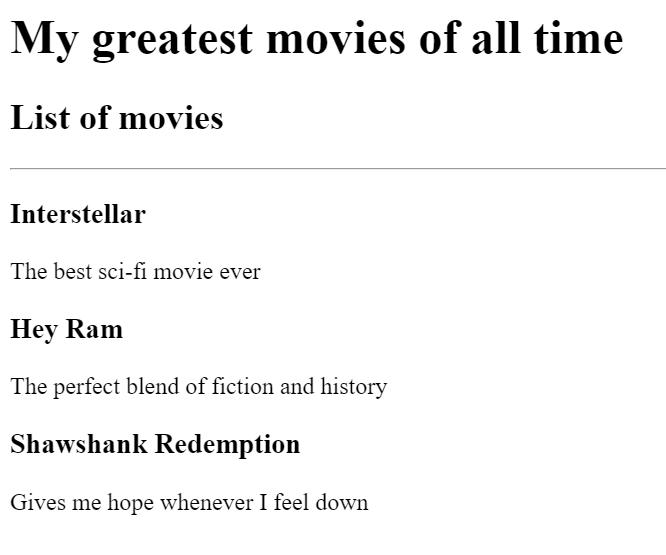 My greatest movies of all time
List of movies
Interstellar
The best sci-fi movie ever
Hey Ram
The perfect blend of fiction and history
Shawshank Redemption
Gives me hope whenever I feel down